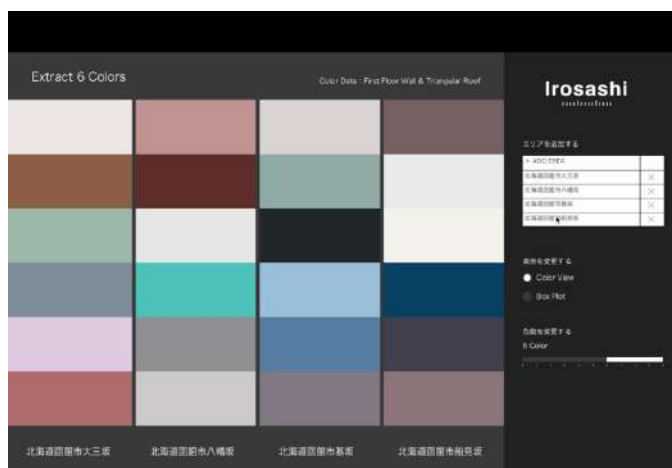 Extract 6 Colors
Color Data : First Floor Wall & Triangular Roof
Irosashi
エリアを追加する
+ ADD AREA
北海道函館市大三坂
北海道函館市八幡坂
北海道函館市基坂
北海道函館市船見坂
表示を変更する
Color View
Box Plot
色数を変更する
6 Color
北海道函館市大三坂
北海道函館市八幡坂
北海道函館市基坂
北海道函館市船見坂